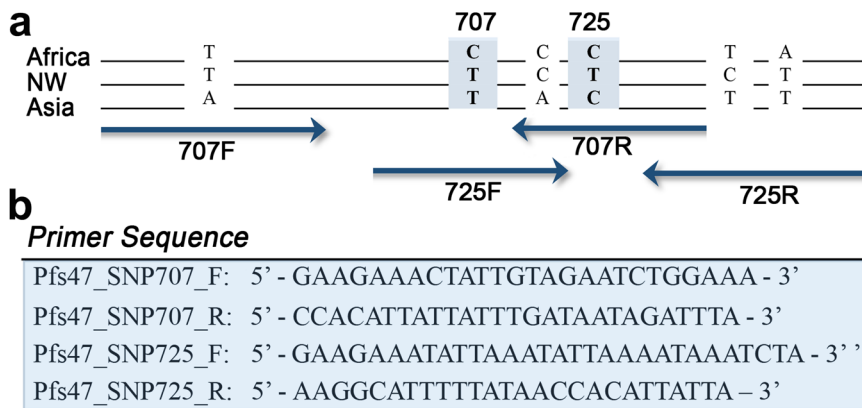 a
707 725
Africa T C C C T A
NW T T C T C T
Asia A T A C T T
707F 707R
725F 725R
b
Primer Sequence
Pfs47_SNP707_F: 5' - GAAGAAACTATTGTAGAATCTGGAAA - 3'
Pfs47_SNP707_R: 5' - CCACATTATTATTTGATAATAGATTTA - 3'
Pfs47_SNP725_F: 5' - GAAGAAATATTAAATATTAAAATAAATCTA - 3' '
Pfs47_SNP725_R: 5' - AAGGCATTTTTATAACCACATTATTA – 3'